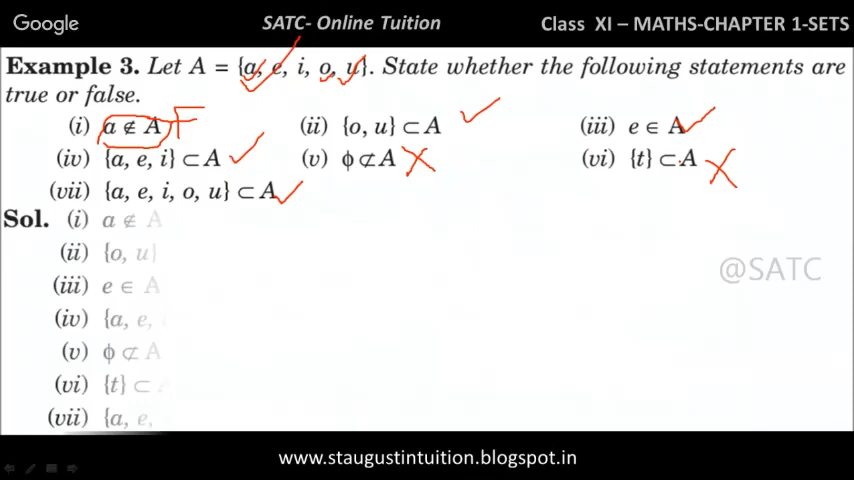 Google SATC- Online Tuition Class XI – MATHS-CHAPTER 1-SETS
Example 3. Let A = {a, e, i, o, u}. State whether the following statements are
true or false.
(i) a ∉ A F (ii) {o, u} ⊂ A (iii) e ∈ A
(iv) {a, e, i} ⊂ A (v) ϕ ⊄ A (vi) {t} ⊂ A
(vii) {a, e, i, o, u} ⊂ A
Sol. (i) a ∉ A
(ii) {o, u}
(iii) e ∈ A
@SATC
(iv) {a, e, i
(v) ϕ ⊄ A
(vi) {t} ⊂ A
(vii) {a, e,
www.staugustintuition.blogspot.in